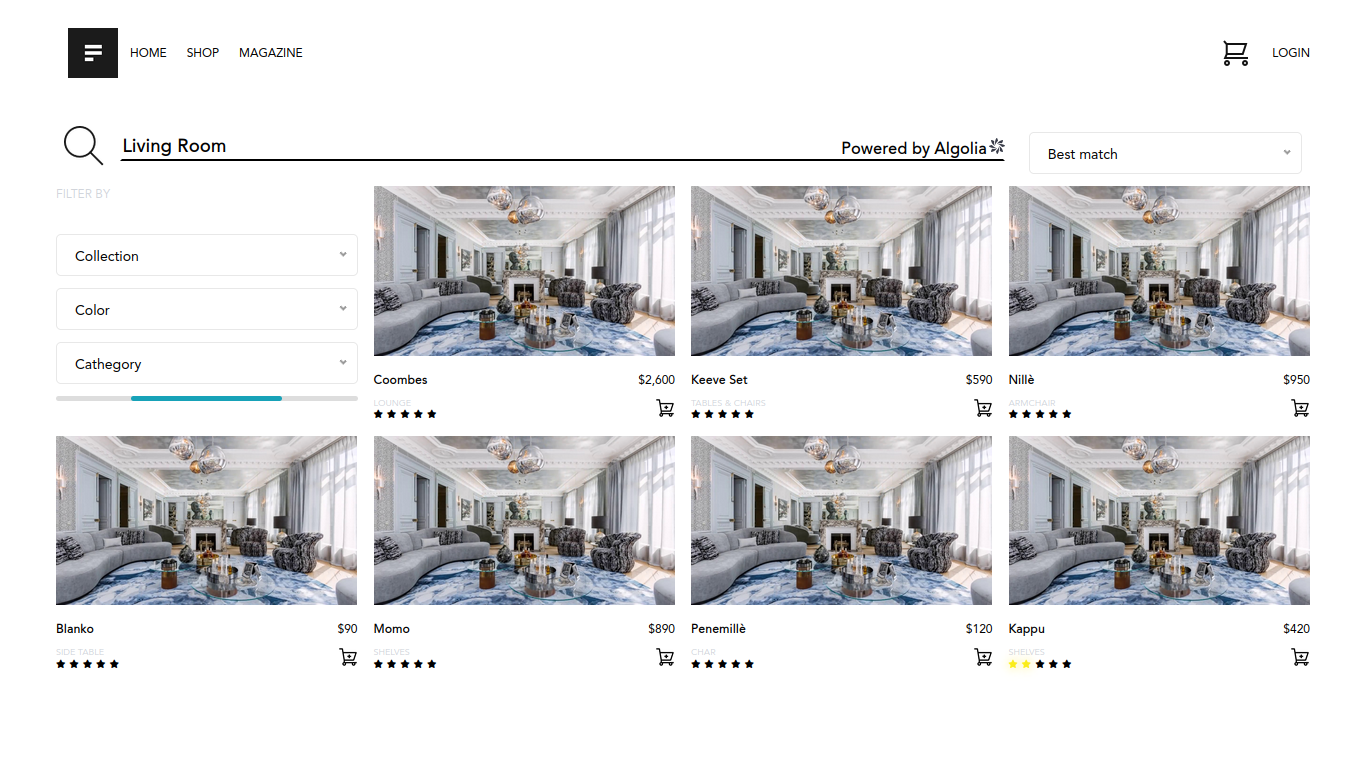 HOME SHOP MAGAZINE LOGIN
Living Room Powered by Algolia Best match
FILTER BY
Collection
Color
Cathegory
Coombes $2,600
LOUNGE
Keeve Set $590
TABLES & CHAIRS
Nillè $950
ARMCHAIR
Blanko $90
SIDE TABLE
Momo $890
SHELVES
Penemillè $120
CHAR
Kappu $420
SHELVES